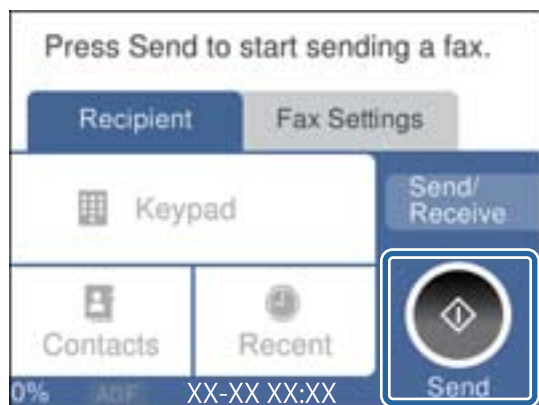 Press Send to start sending a fax.
Recipient
Fax Settings
Keypad
Send/
Receive
Contacts
Recent
0% ADF XX-XX XX:XX
Send